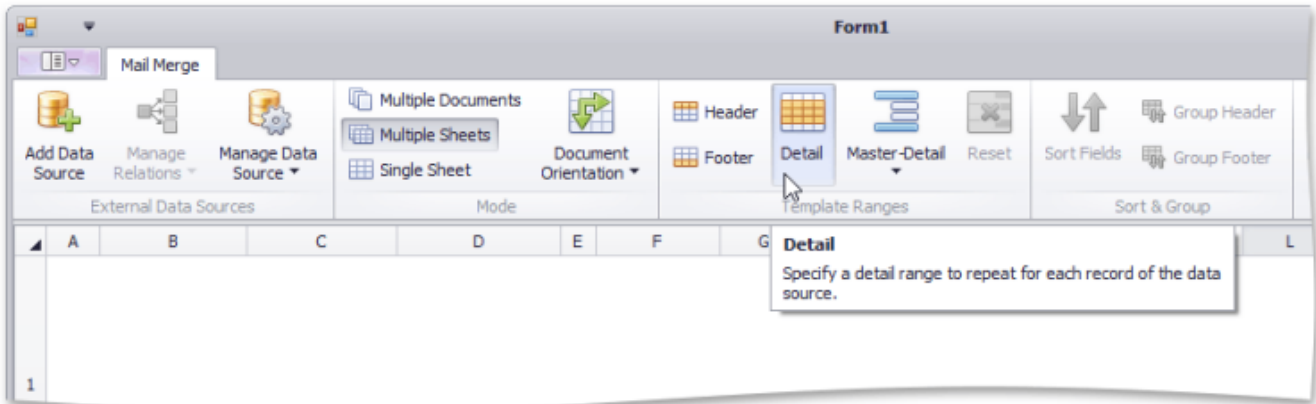 Form1
Mail Merge
Add Data
Source
Manage
Relations
Manage Data
Source
Multiple Documents
Multiple Sheets
Single Sheet
Document
Orientation
Header
Footer
Detail
Master-Detail
Reset
Sort Fields
Group Header
Group Footer
External Data Sources
Mode
Template Ranges
Sort & Group
A B C D E F G L
Detail
Specify a detail range to repeat for each record of the data
source.
1